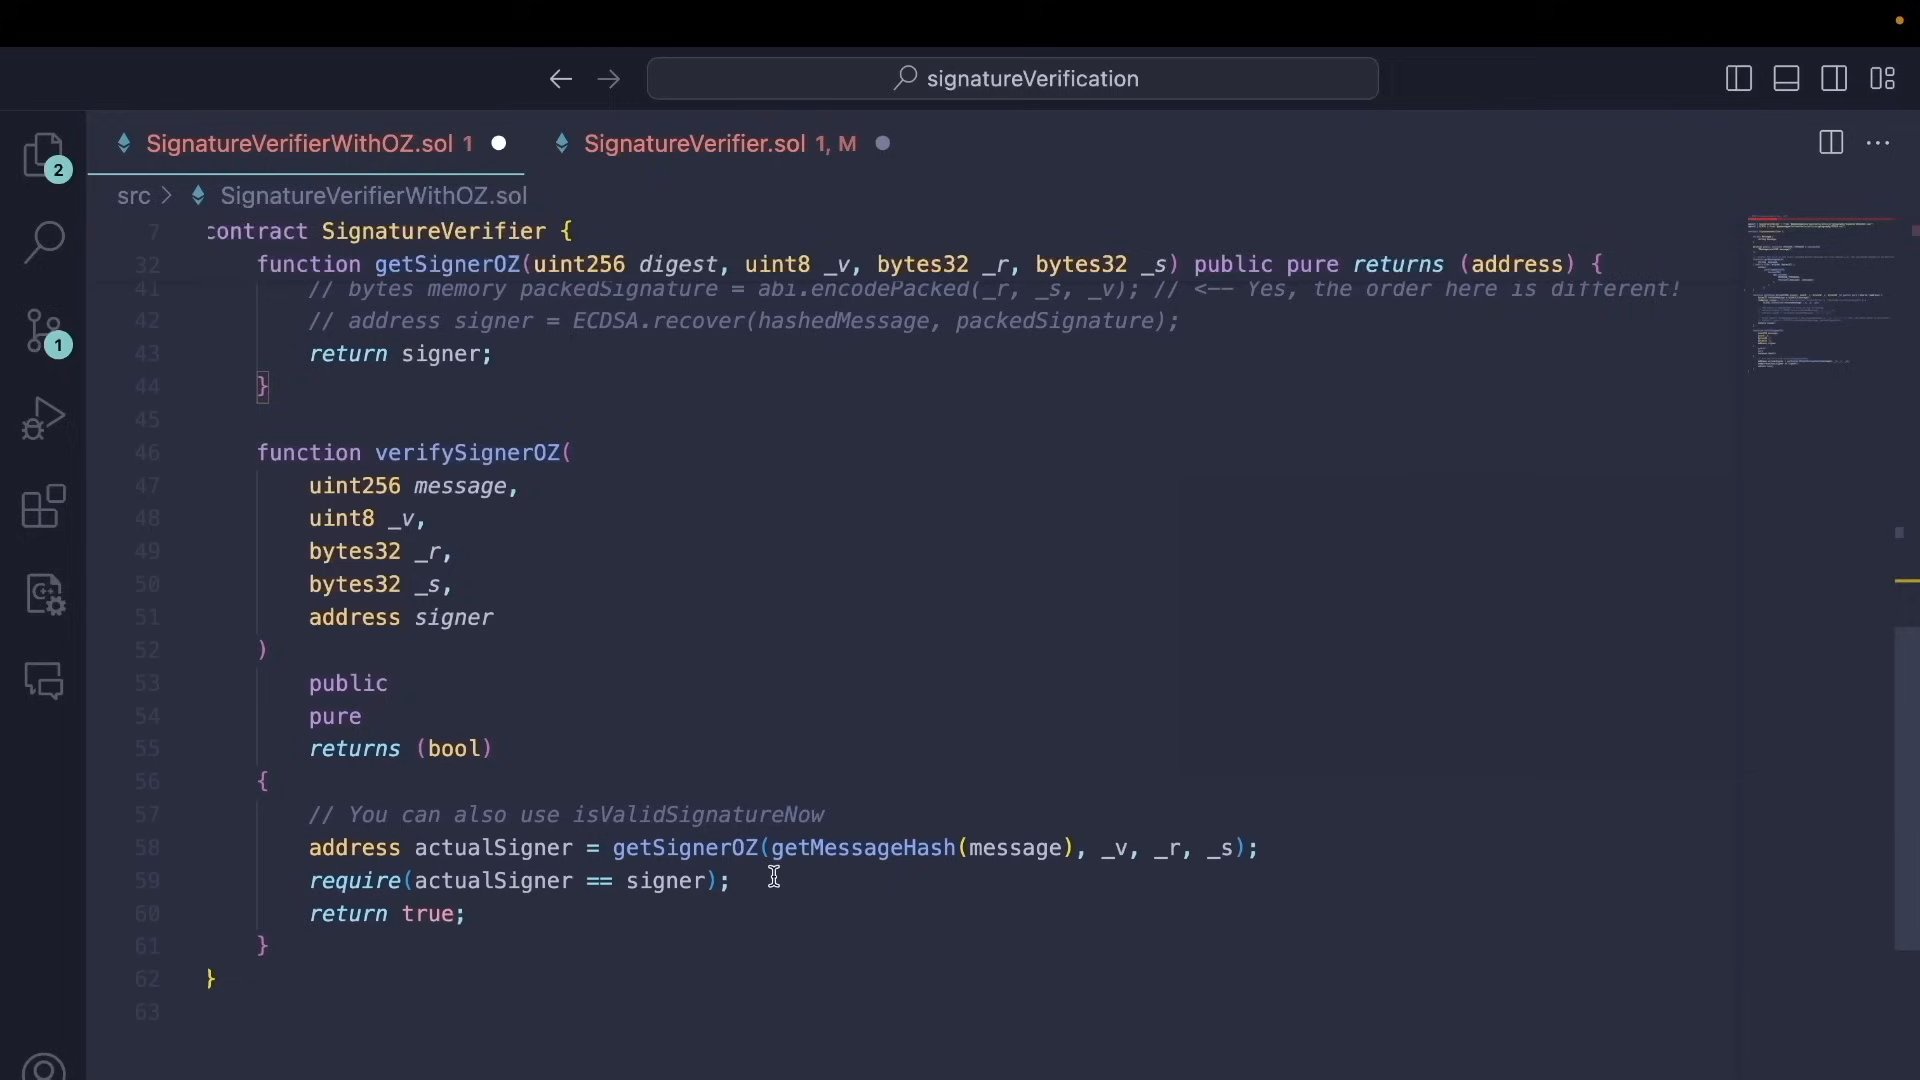 signatureVerification
SignatureVerifierWithOZ.sol 1
SignatureVerifier.sol 1, M
2
src > SignatureVerifierWithOZ.sol
7 contract SignatureVerifier {
32 function getSignerOZ(uint256 digest, uint8 _v, bytes32 _r, bytes32 _s) public pure returns (address) {
41 // bytes memory packedSignature = abi.encodePacked(_r, _s, _v); // <-- Yes, the order here is different!
42 // address signer = ECDSA.recover(hashedMessage, packedSignature);
1
43 return signer;
44 }
45
46 function verifySignerOZ(
47 uint256 message,
48 uint8 _v,
49 bytes32 _r,
50 bytes32 _s,
51 address signer
52 )
53 public
54 pure
55 returns (bool)
56 {
57 // You can also use isValidSignatureNow
58 address actualSigner = getSignerOZ(getMessageHash(message), _v, _r, _s);
59 require(actualSigner == signer);
60 return true;
61 }
62 }
63